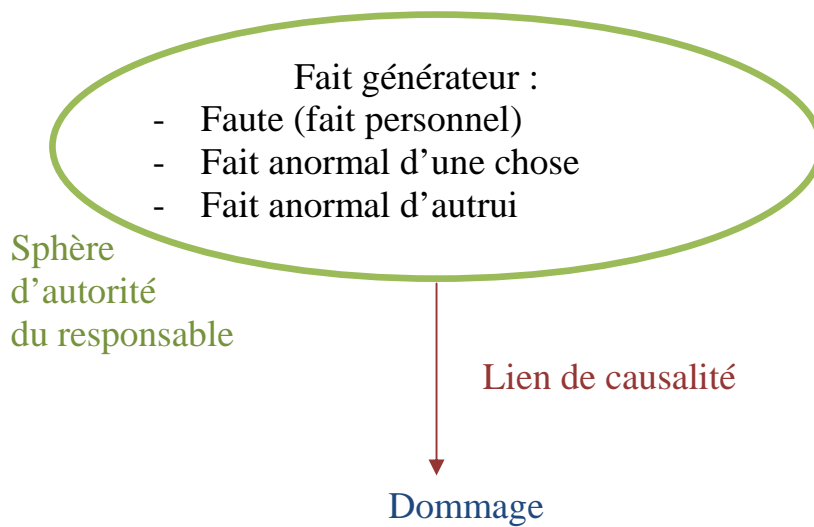 Fait générateur :
- Faute (fait personnel)
- Fait anormal d’une chose
- Fait anormal d’autrui
Sphère
d’autorité
du responsable
Lien de causalité
Dommage